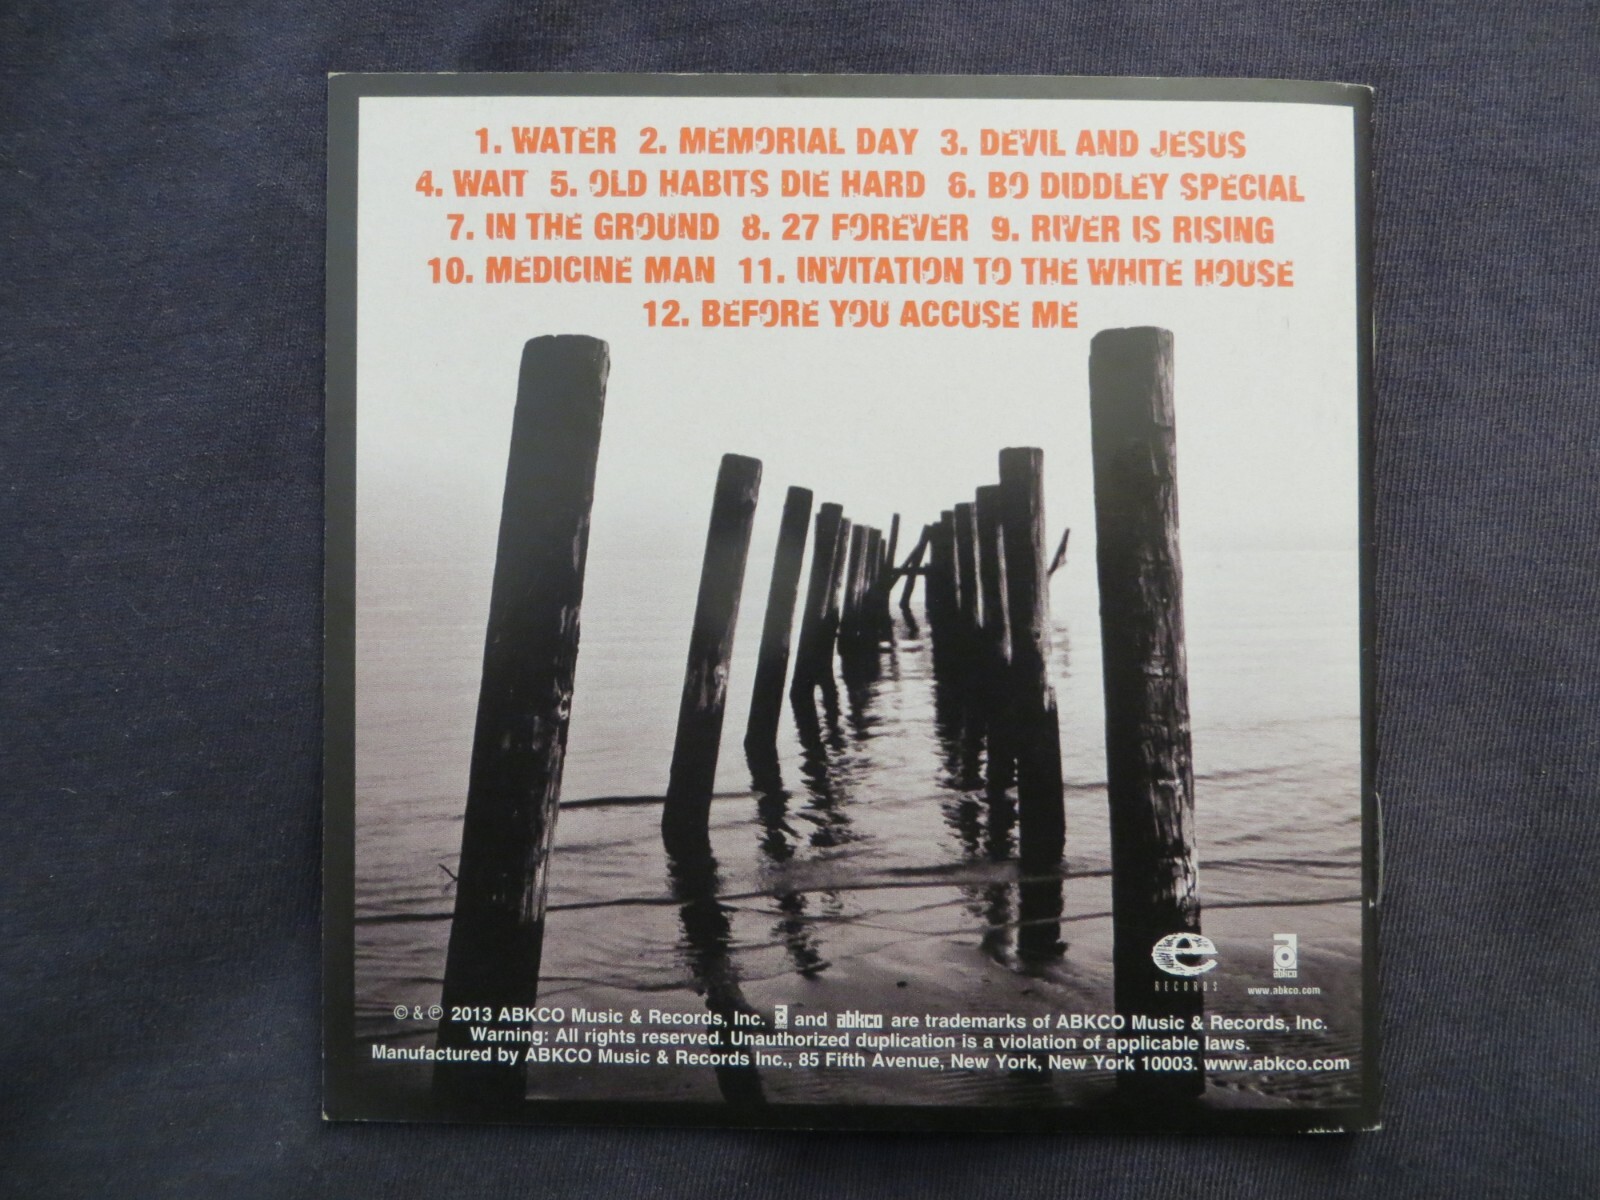 1. WATER 2. MEMORIAL DAY 3. DEVIL AND JESUS
4. WAIT 5. OLD HABITS DIE HARD 6. BO DIDDLEY SPECIAL
7. IN THE GROUND 8. 27 FOREVER 9. RIVER IS RISING
10. MEDICINE MAN 11. INVITATION TO THE WHITE HOUSE
12. BEFORE YOU ACCUSE ME
e
RECORDS
abkco
www.abkco.com
© & ℗ 2013 ABKCO Music & Records, Inc. and abkco are trademarks of ABKCO Music & Records, Inc.
Warning: All rights reserved. Unauthorized duplication is a violation of applicable laws.
Manufactured by ABKCO Music & Records Inc., 85 Fifth Avenue, New York, New York 10003. www.abkco.com